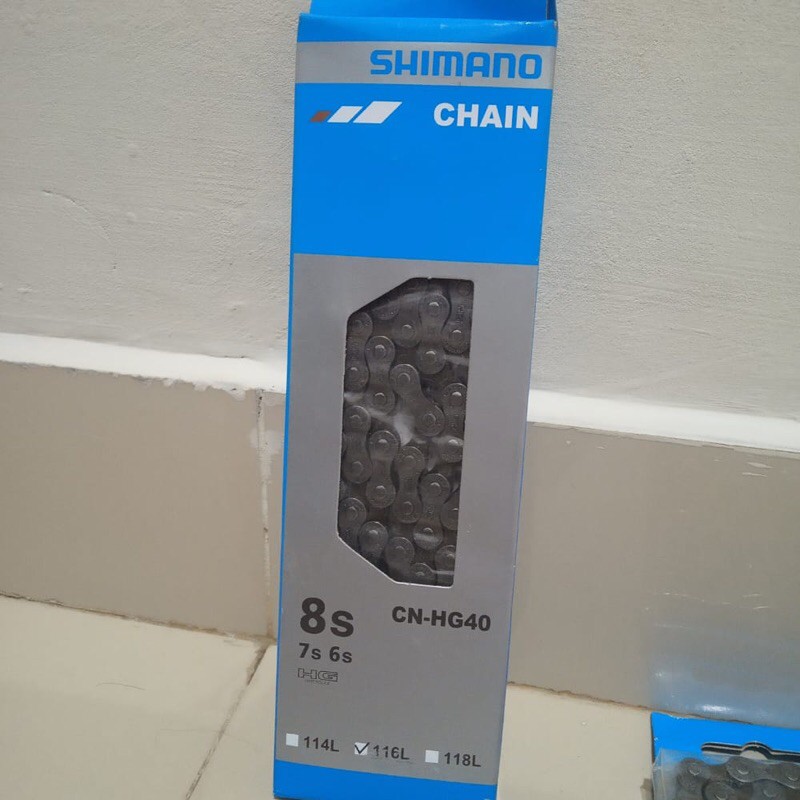 SHIMANO
CHAIN
8s CN-HG40
7s 6s
HG
114L 116L 118L